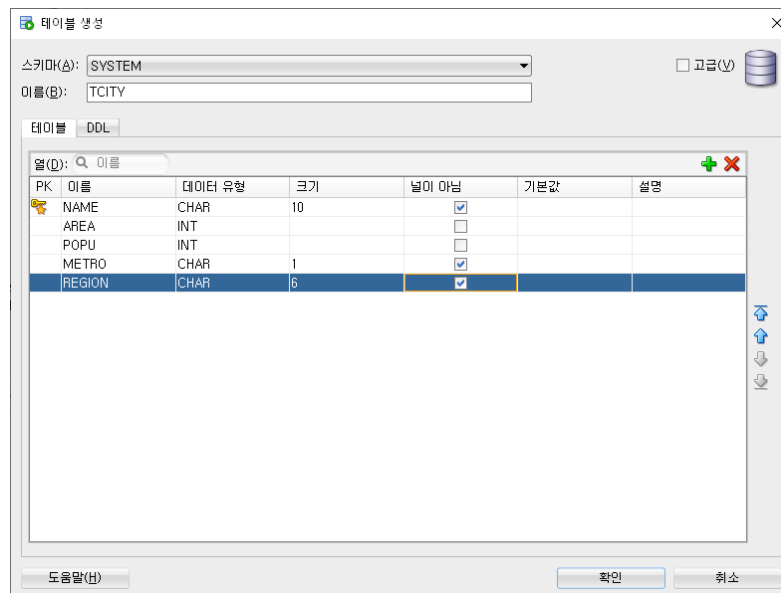 테이블 생성
스키마(A): SYSTEM
고급(V)
이름(B): TCITY
테이블 DDL
열(D): 이름
PK 이름 데이터 유형 크기 널이 아님 기본값 설명
NAME CHAR 10
AREA INT
POPU INT
METRO CHAR 1
REGION CHAR 6
도움말(H) 확인 취소